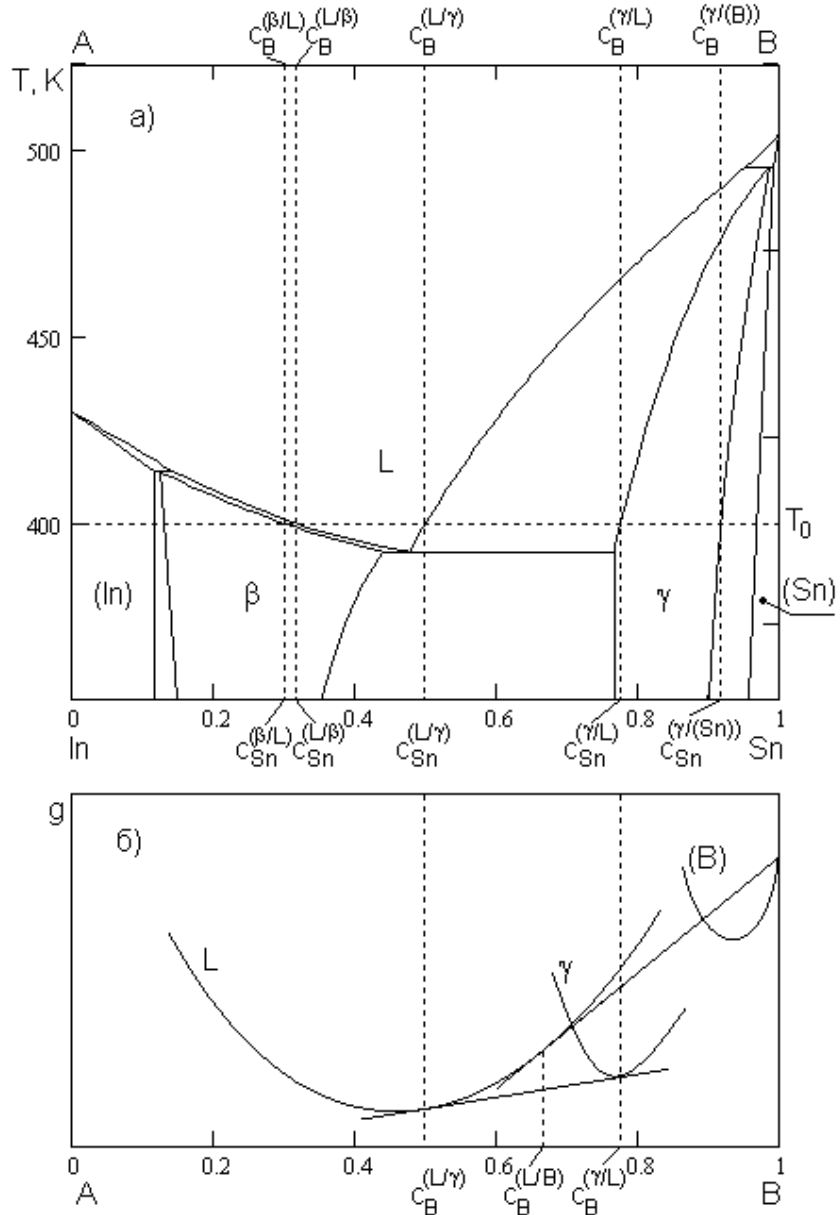 A C_B^(β/L) C_B^(L/β) C_B^(L/γ) C_B^(γ/L) C_B^(γ/(B)) B
T, K
а)
500
450
L
400 T_0
(In) β γ (Sn)
0 0.2 0.4 0.6 0.8 1
In C_Sn^(β/L) C_Sn^(L/β) C_Sn^(L/γ) C_Sn^(γ/L) C_Sn^(γ/(Sn)) Sn
g
б)
(B)
L γ
0 0.2 0.4 0.6 0.8 1
A C_B^(L/γ) C_B^(L/B) C_B^(γ/L) B